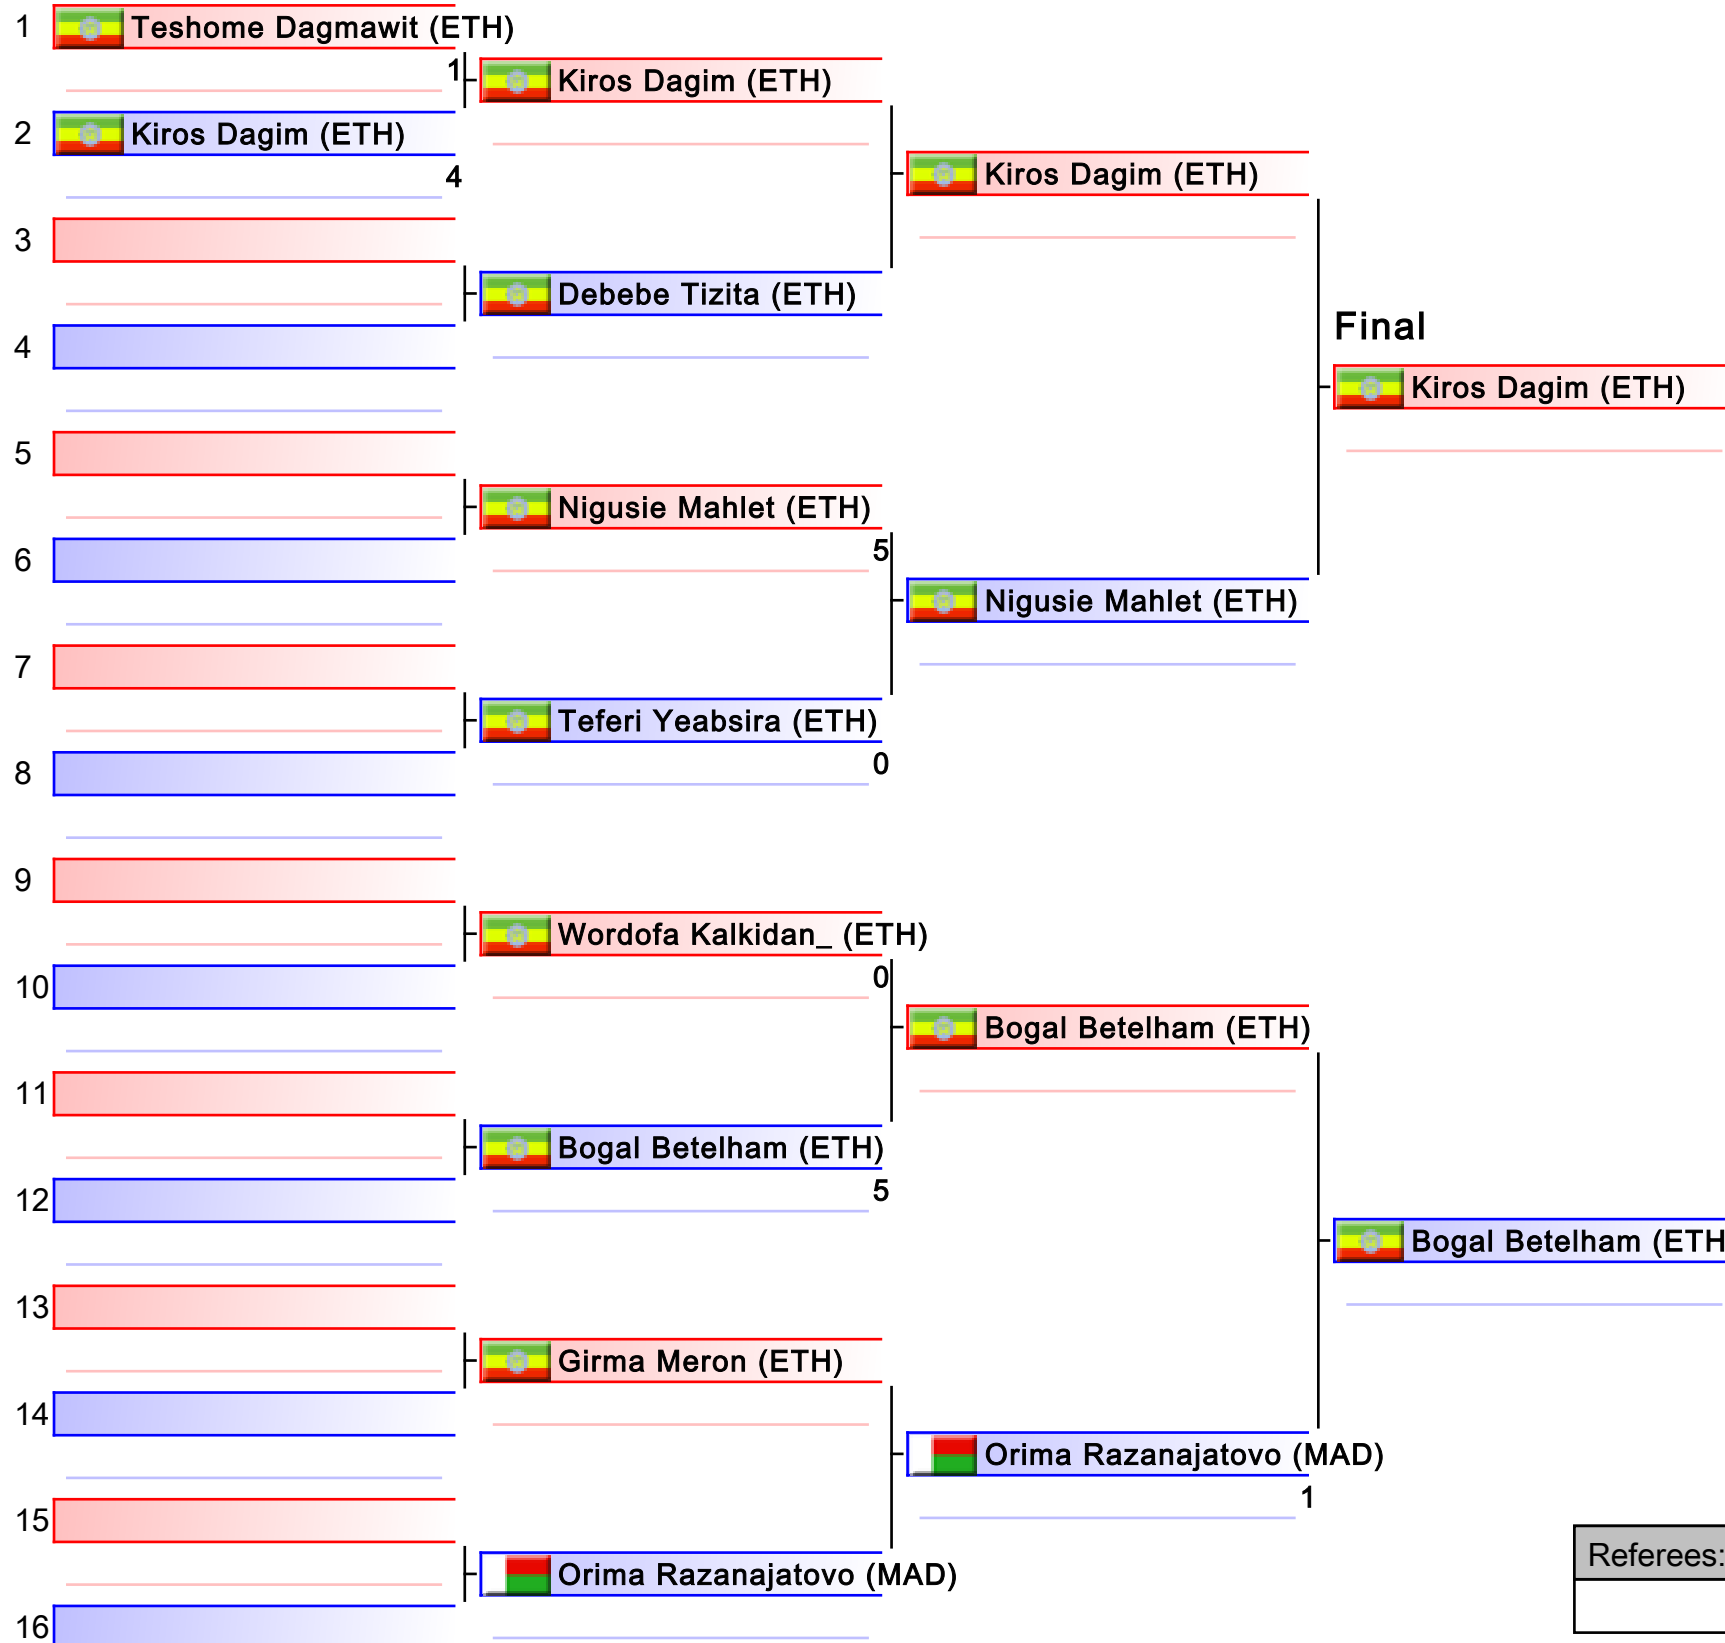 1 Teshome Dagmawit (ETH)
1
Kiros Dagim (ETH)
2 Kiros Dagim (ETH)
4
Kiros Dagim (ETH)
3
Debebe Tizita (ETH)
4
Final
Kiros Dagim (ETH)
5
Nigusie Mahlet (ETH)
5
6
Nigusie Mahlet (ETH)
7
Teferi Yeabsira (ETH)
0
8
9
Wordofa Kalkidan_ (ETH)
0
10
Bogal Betelham (ETH)
11
Bogal Betelham (ETH)
5
12
Bogal Betelham (ETH
13
Girma Meron (ETH)
14
Orima Razanajatovo (MAD)
1
15
Referees:
Orima Razanajatovo (MAD)
16